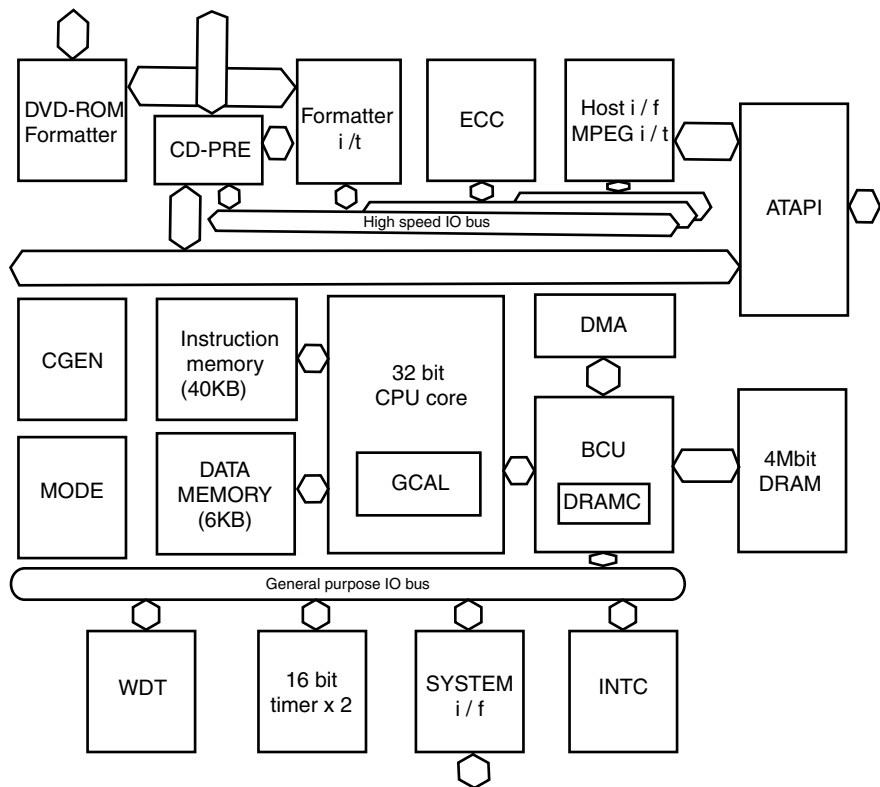 DVD-ROM
Formatter
CD-PRE
Formatter
i /t
ECC
Host i / f
MPEG i / t
ATAPI
High speed IO bus
CGEN
Instruction
memory
(40KB)
32 bit
CPU core
GCAL
DMA
MODE
DATA
MEMORY
(6KB)
BCU
DRAMC
4Mbit
DRAM
General purpose IO bus
WDT
16 bit
timer x 2
SYSTEM
i / f
INTC